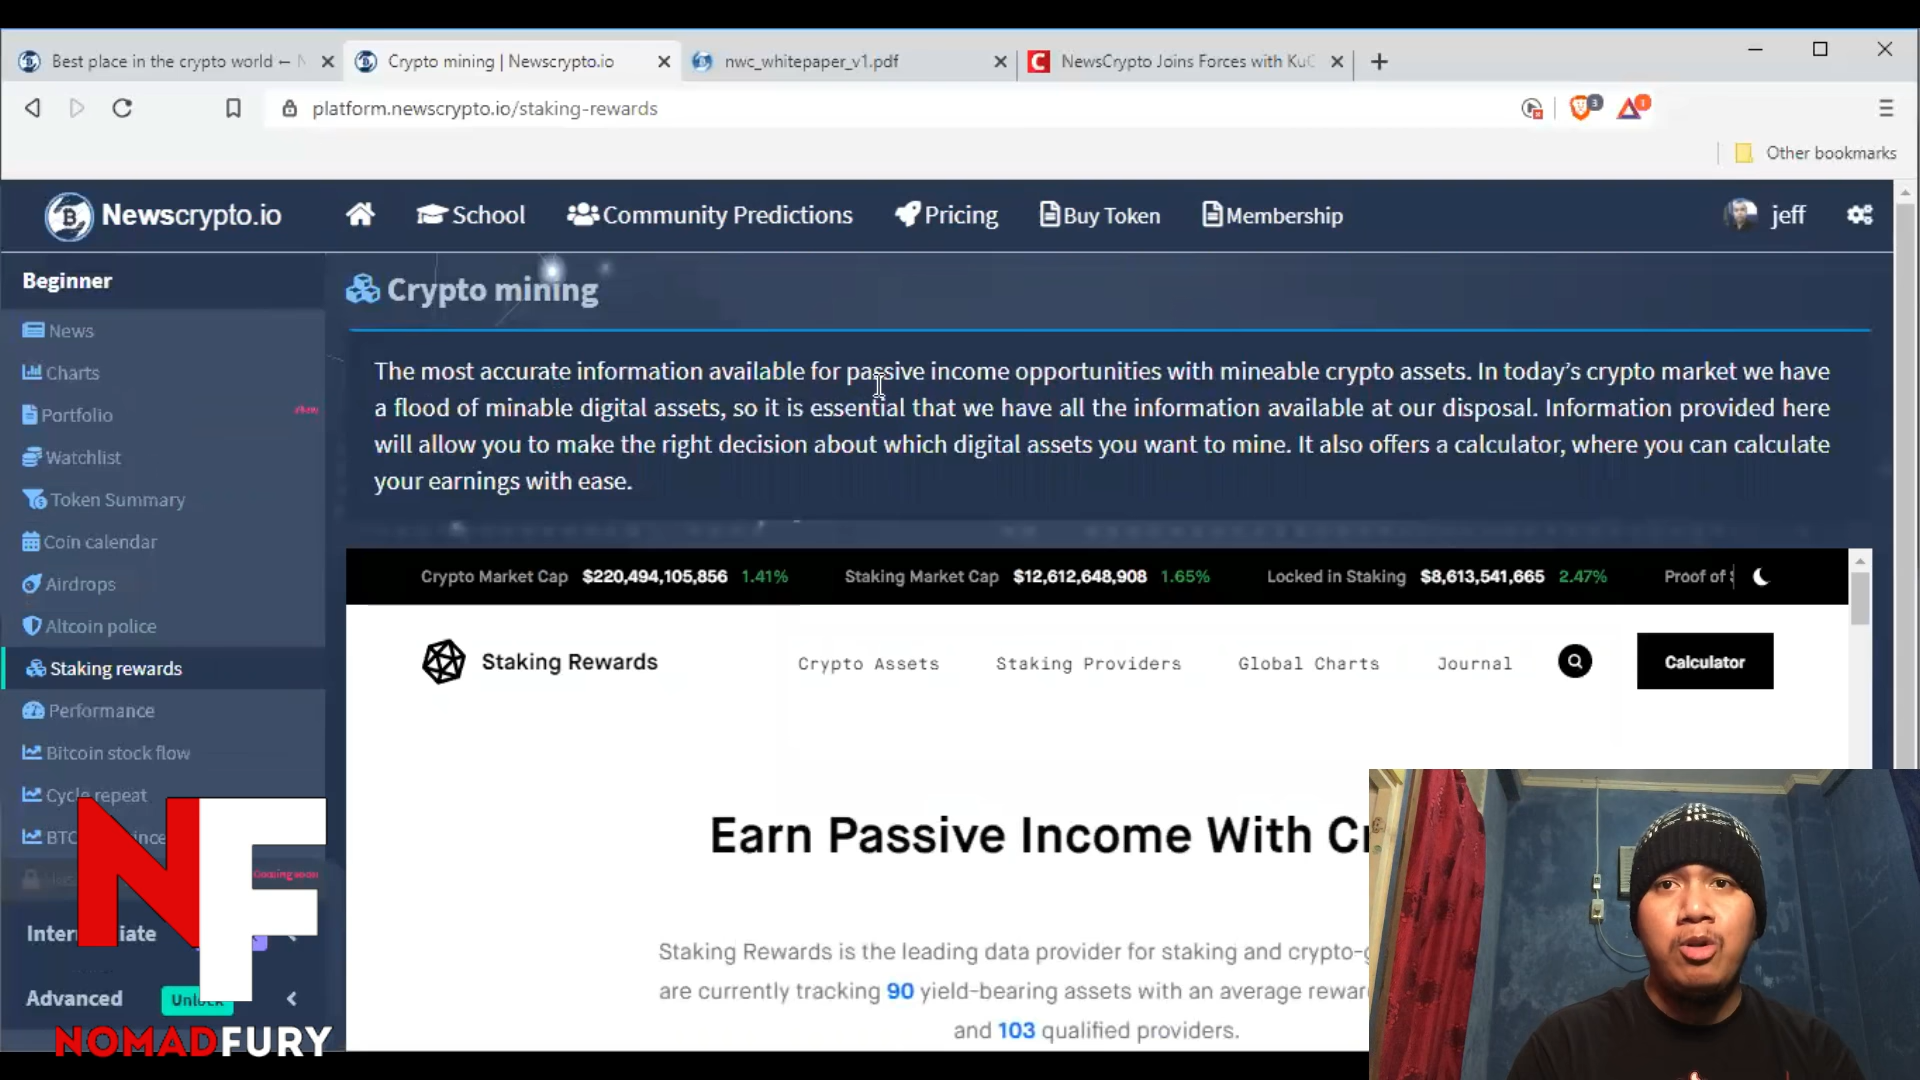 Best place in the crypto world ←
Crypto mining | Newscrypto.io
nwc_whitepaper_v1.pdf
NewsCrypto Joins Forces with KuC
platform.newscrypto.io/staking-rewards
3
1
Other bookmarks
Newscrypto.io
School
Community Predictions
Pricing
Buy Token
Membership
jeff
Beginner
News
Charts
Portfolio
Watchlist
Token Summary
Coin calendar
Airdrops
Altcoin police
Staking rewards
Performance
Bitcoin stock flow
Cycle repeat
BTC
Coming soon
Intermediate
Advanced
Unlock
Crypto mining
The most accurate information available for passive income opportunities with mineable crypto assets. In today's crypto market we have
a flood of minable digital assets, so it is essential that we have all the information available at our disposal. Information provided here
will allow you to make the right decision about which digital assets you want to mine. It also offers a calculator, where you can calculate
your earnings with ease.
Crypto Market Cap $220,494,105,856 1.41% Staking Market Cap $12,612,648,908 1.65% Locked in Staking $8,613,541,665 2.47% Proof of
Staking Rewards
Crypto Assets
Staking Providers
Global Charts
Journal
Calculator
Earn Passive Income With Cr
Staking Rewards is the leading data provider for staking and crypto-g
are currently tracking 90 yield-bearing assets with an average rewar
and 103 qualified providers.
NF
NOMADFURY